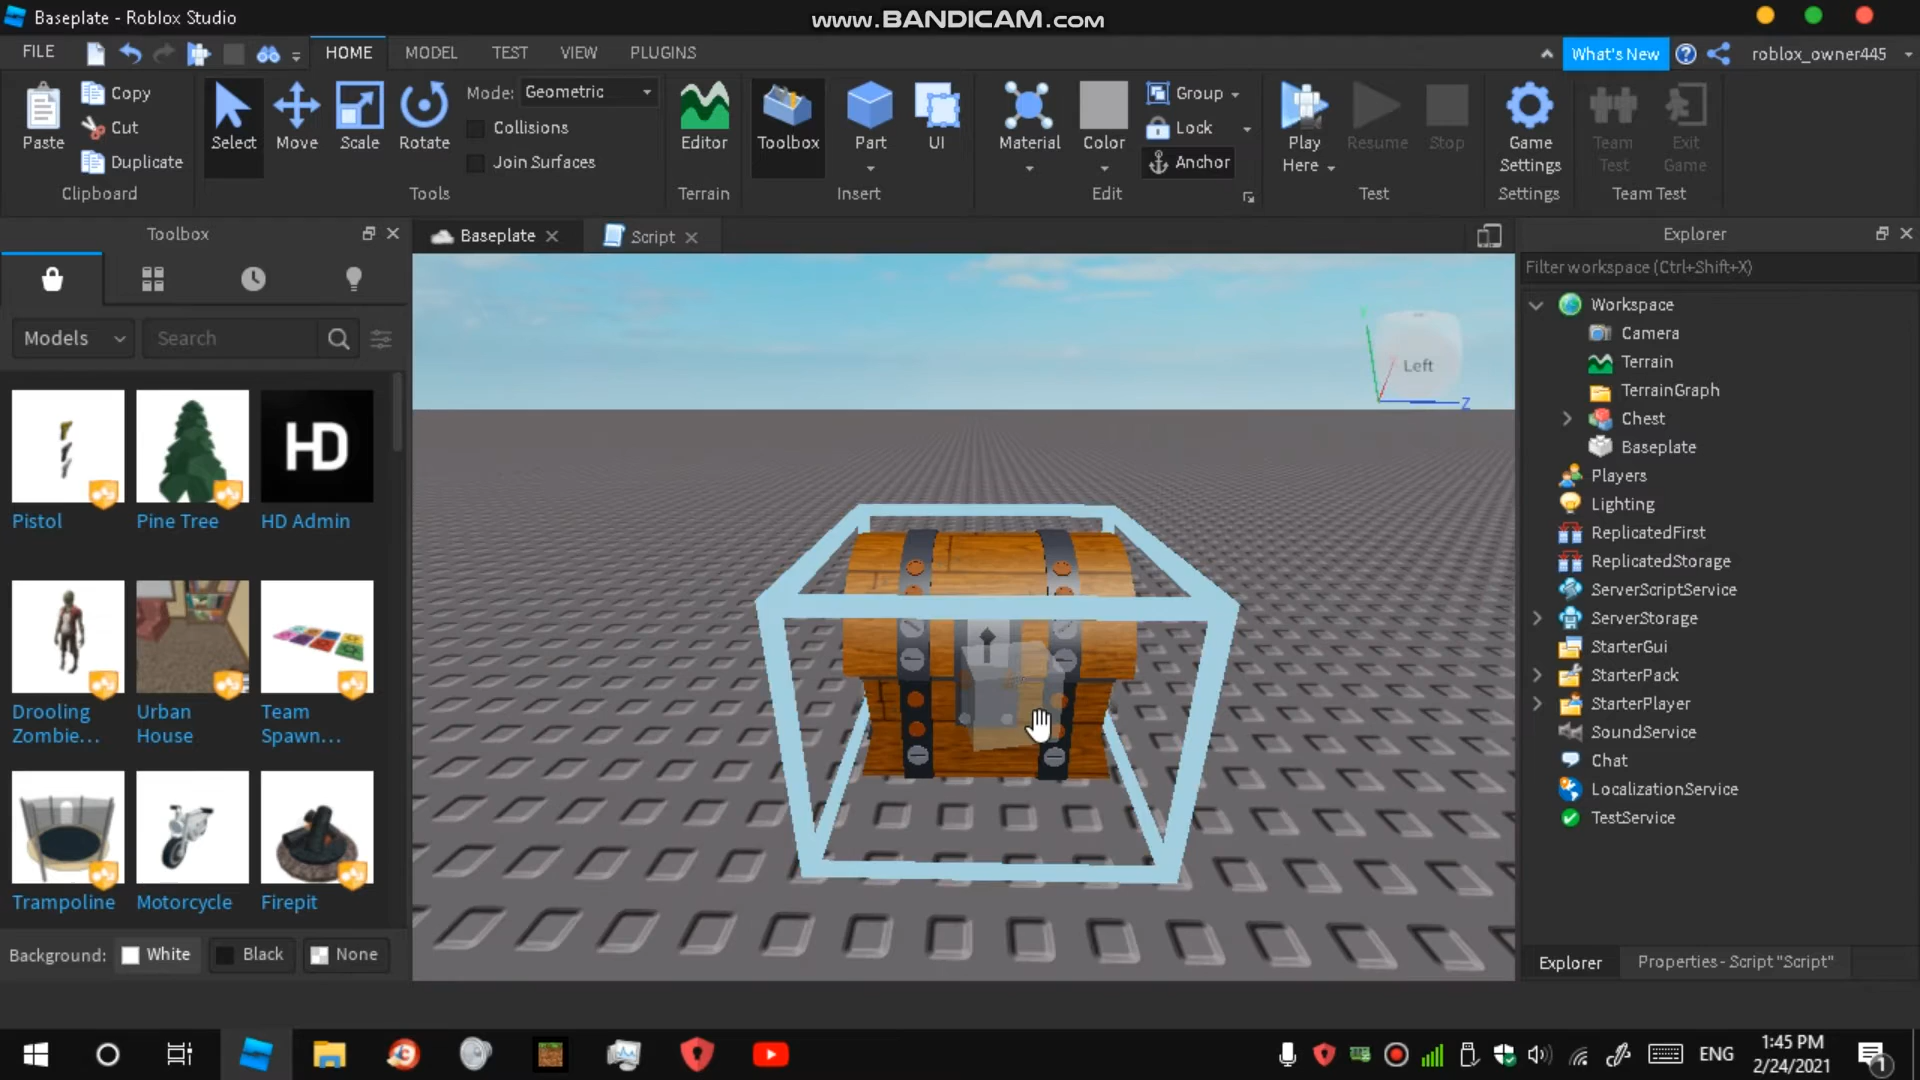 Baseplate - Roblox Studio
www.BANDICAM.com
FILE
HOME
MODEL
TEST
VIEW
PLUGINS
What's New
roblox_owner445
Paste
Copy
Cut
Duplicate
Clipboard
Select
Move
Scale
Rotate
Mode: Geometric
Collisions
Join Surfaces
Tools
Editor
Terrain
Toolbox
Part
UI
Insert
Material
Color
Group
Lock
Anchor
Edit
Play
Here
Resume
Stop
Test
Game
Settings
Settings
Team
Test
Exit
Game
Team Test
Toolbox
Baseplate
Script
Explorer
Models
Search
Filter workspace (Ctrl+Shift+X)
HD
Pistol
Pine Tree
HD Admin
Drooling
Zombie...
Urban
House
Team
Spawn...
Trampoline
Motorcycle
Firepit
Background:
White
Black
None
Left
Z
Workspace
Camera
Terrain
TerrainGraph
Chest
Baseplate
Players
Lighting
ReplicatedFirst
ReplicatedStorage
ServerScriptService
ServerStorage
StarterGui
StarterPack
StarterPlayer
SoundService
Chat
LocalizationService
TestService
Explorer
Properties - Script "Script"
ENG
1:45 PM
2/24/2021
1